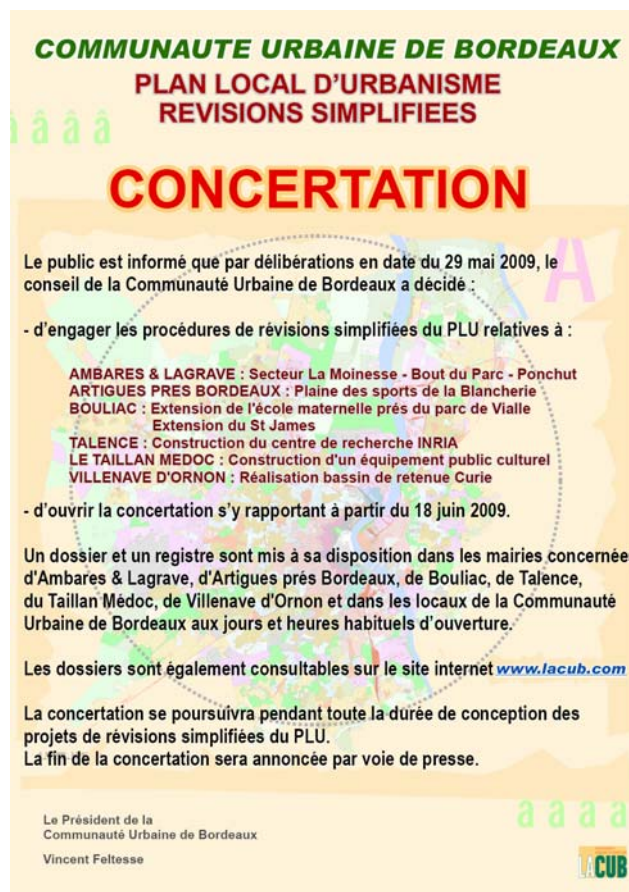 COMMUNAUTE URBAINE DE BORDEAUX
PLAN LOCAL D'URBANISME
REVISIONS SIMPLIFIEES
â â â â
CONCERTATION
A
Le public est informé que par délibérations en date du 29 mai 2009, le
conseil de la Communauté Urbaine de Bordeaux a décidé :
- d'engager les procédures de révisions simplifiées du PLU relatives à :
AMBARES & LAGRAVE : Secteur La Moinesse - Bout du Parc - Ponchut
ARTIGUES PRES BORDEAUX : Plaine des sports de la Blancherie
BOULIAC : Extension de l'école maternelle prés du parc de Vialle
Extension du St James
TALENCE : Construction du centre de recherche INRIA
LE TAILLAN MEDOC : Construction d'un équipement public culturel
VILLENAVE D'ORNON : Réalisation bassin de retenue Curie
- d'ouvrir la concertation s'y rapportant à partir du 18 juin 2009.
Un dossier et un registre sont mis à sa disposition dans les mairies concernée
d'Ambares & Lagrave, d'Artigues prés Bordeaux, de Bouliac, de Talence,
du Taillan Médoc, de Villenave d'Ornon et dans les locaux de la Communauté
Urbaine de Bordeaux aux jours et heures habituels d'ouverture.
Les dossiers sont également consultables sur le site internet www.lacub.com
La concertation se poursuivra pendant toute la durée de conception des
projets de révisions simplifiées du PLU.
La fin de la concertation sera annoncée par voie de presse.
a a a a
Le Président de la
Communauté Urbaine de Bordeaux
Vincent Feltesse
LACUB